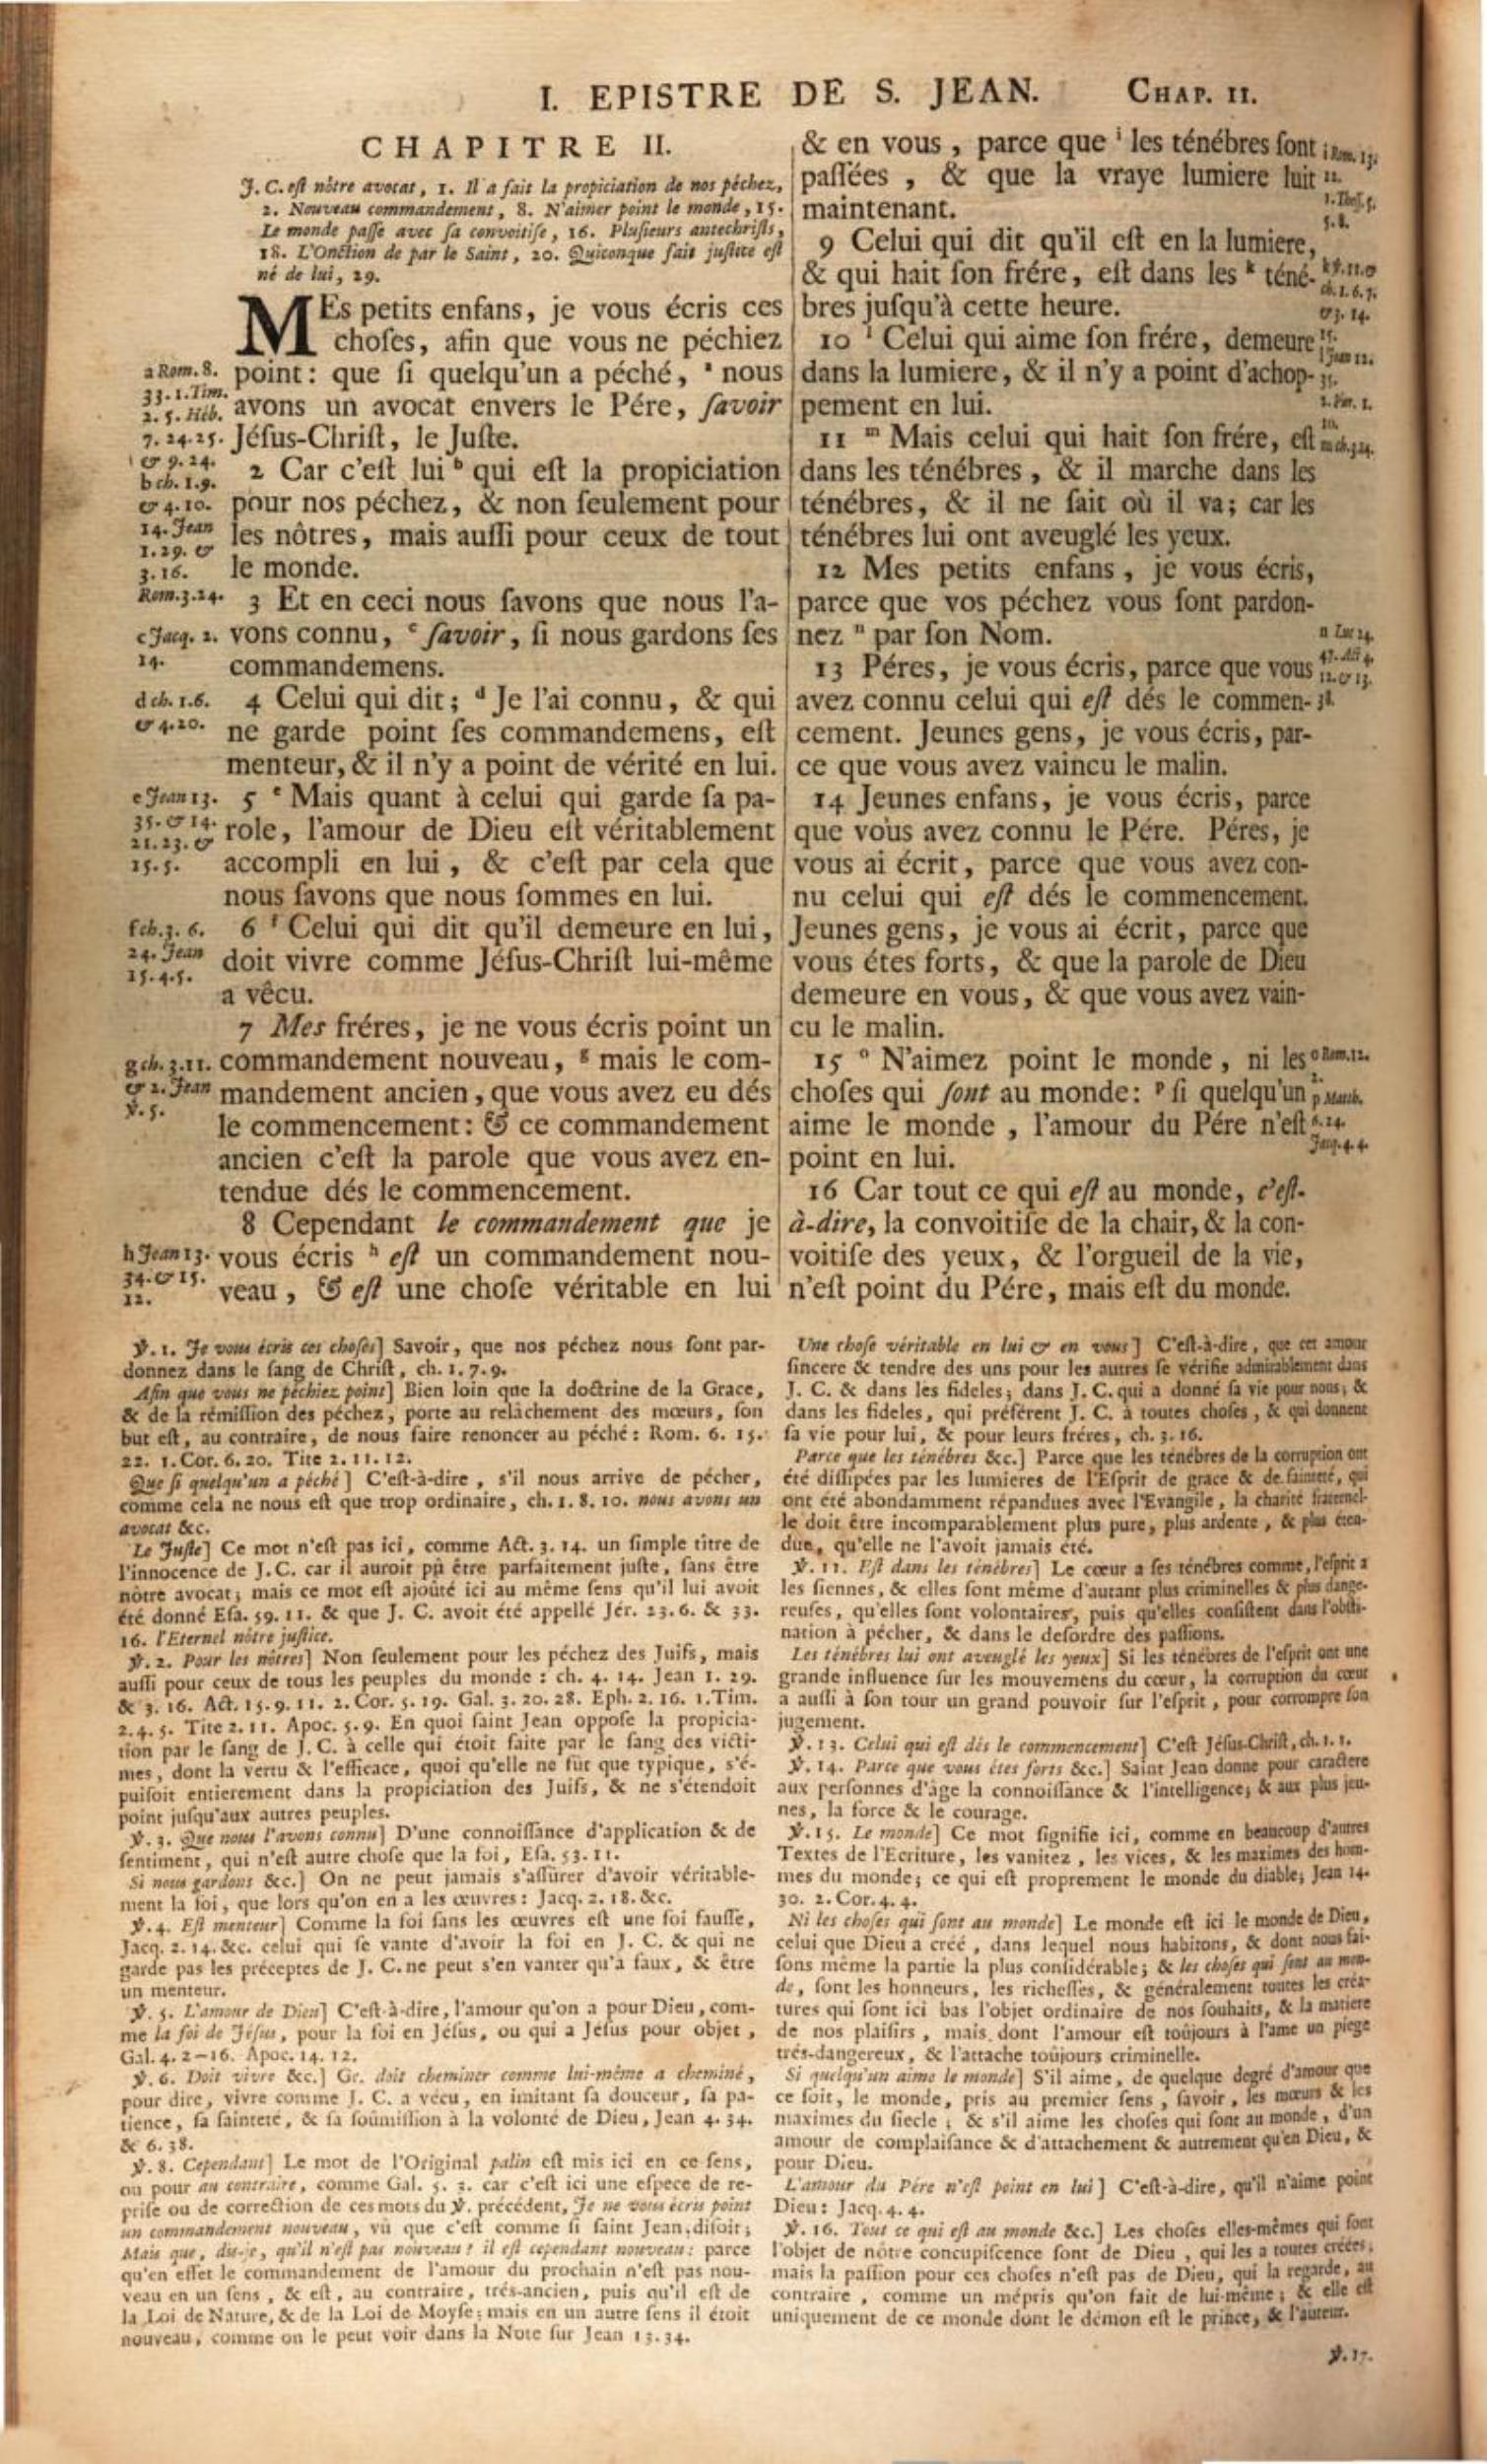 I. EPISTRE DE S. JEAN. CHAP. II.
CHAPITRE II.
J. C. eſt nôtre avocat, 1. Il a fait la propiciation de nos péchez,
2. Nouveau commandement, 8. N'aimer point le monde, 15.
Le monde paſſe avec ſa convoitiſe, 16. Pluſieurs antechriſts,
18. L'Onction de par le Saint, 20. Quiconque fait juſtice eſt
né de lui, 29.
MEs petits enfans, je vous écris ces
choſes, afin que vous ne péchiez
point: que ſi quelqu'un a péché, ᵃ nous
avons un avocat envers le Pére, ſavoir
Jéſus-Chriſt, le Juſte.
2 Car c'eſt lui ᵇ qui eſt la propiciation
pour nos péchez, & non ſeulement pour
les nôtres, mais auſſi pour ceux de tout
le monde.
3 Et en ceci nous ſavons que nous l'a-
vons connu, ᶜ ſavoir, ſi nous gardons ſes
commandemens.
4 Celui qui dit; ᵈ Je l'ai connu, & qui
ne garde point ſes commandemens, eſt
menteur, & il n'y a point de vérité en lui.
5 ᵉ Mais quant à celui qui garde ſa pa-
role, l'amour de Dieu eſt véritablement
accompli en lui, & c'eſt par cela que
nous ſavons que nous ſommes en lui.
6 ᶠ Celui qui dit qu'il demeure en lui,
doit vivre comme Jéſus-Chriſt lui-même
a vêcu.
7 Mes fréres, je ne vous écris point un
commandement nouveau, ᵍ mais le com-
mandement ancien, que vous avez eu dés
le commencement: & ce commandement
ancien c'eſt la parole que vous avez en-
tendue dés le commencement.
8 Cependant le commandement que je
vous écris ʰ eſt un commandement nou-
veau, & eſt une choſe véritable en lui
a Rom. 8.
33. 1. Tim.
2. 5. Héb.
7. 24. 25.
& 9. 24.
b ch. 1. 9.
& 4. 10.
14. Jean
1. 29. &
3. 16.
Rom. 3. 24.
c Jacq. 2.
14.
d ch. 1. 6.
& 4. 20.
e Jean 13.
35. & 14.
21. 23. &
15. 5.
f ch. 3. 6.
24. Jean
15. 4. 5.
g ch. 3. 11.
& 2. Jean
℣. 5.
h Jean 13.
34. & 15.
12.
& en vous, parce que ⁱ les ténébres ſont
paſſées, & que la vraye lumiere luit
maintenant.
9 Celui qui dit qu'il eſt en la lumiere,
& qui hait ſon frére, eſt dans les ᵏ téné-
bres juſqu'à cette heure.
10 ˡ Celui qui aime ſon frére, demeure
dans la lumiere, & il n'y a point d'achop-
pement en lui.
11 ᵐ Mais celui qui hait ſon frére, eſt
dans les ténébres, & il marche dans les
ténébres, & il ne ſait où il va; car les
ténébres lui ont aveuglé les yeux.
12 Mes petits enfans, je vous écris,
parce que vos péchez vous ſont pardon-
nez ⁿ par ſon Nom.
13 Péres, je vous écris, parce que vous
avez connu celui qui eſt dés le commen-
cement. Jeunes gens, je vous écris, par-
ce que vous avez vaincu le malin.
14 Jeunes enfans, je vous écris, parce
que vous avez connu le Pére. Péres, je
vous ai écrit, parce que vous avez con-
nu celui qui eſt dés le commencement.
Jeunes gens, je vous ai écrit, parce que
vous étes forts, & que la parole de Dieu
demeure en vous, & que vous avez vain-
cu le malin.
15 ᵒ N'aimez point le monde, ni les
choſes qui ſont au monde: ᵖ ſi quelqu'un
aime le monde, l'amour du Pére n'eſt
point en lui.
16 Car tout ce qui eſt au monde, c'eſt-
à-dire, la convoitiſe de la chair, & la con-
voitiſe des yeux, & l'orgueil de la vie,
n'eſt point du Pére, mais eſt du monde.
i Rom. 13.
12.
1. Theſ. 5.
5. 8.
k ℣. 11. &
ch. 1. 6. 7.
& 3. 14.
15.
l Jean 12.
35.
2. Pier. 1.
10.
m ch. 3. 14.
n Luc 24.
47. Act. 4.
12. & 13.
38.
o Rom. 12.
2.
p Matth.
6. 24.
Jacq. 4. 4.
℣. 1. Je vous écris ces choſes] Savoir, que nos péchez nous ſont par-
donnez dans le ſang de Chriſt, ch. 1. 7. 9.
Afin que vous ne péchiez point] Bien loin que la doctrine de la Grace,
& de la rémiſſion des péchez, porte au relâchement des mœurs, ſon
but eſt, au contraire, de nous faire renoncer au péché: Rom. 6. 15.
22. 1. Cor. 6. 20. Tite 2. 11. 12.
Que ſi quelqu'un a péché] C'eſt-à-dire, s'il nous arrive de pécher,
comme cela ne nous eſt que trop ordinaire, ch. 1. 8. 10. nous avons un
avocat &c.
Le Juſte] Ce mot n'eſt pas ici, comme Act. 3. 14. un ſimple titre de
l'innocence de J. C. car il auroit pû être parfaitement juſte, ſans être
nôtre avocat; mais ce mot eſt ajoûté ici au même ſens qu'il lui avoit
été donné Eſa. 59. 11. & que J. C. avoit été appellé Jér. 23. 6. & 33.
16. l'Eternel nôtre juſtice.
℣. 2. Pour les nôtres] Non ſeulement pour les péchez des Juifs, mais
auſſi pour ceux de tous les peuples du monde: ch. 4. 14. Jean 1. 29.
& 3. 16. Act. 15. 9. 11. 2. Cor. 5. 19. Gal. 3. 20. 28. Eph. 2. 16. 1. Tim.
2. 4. 5. Tite 2. 11. Apoc. 5. 9. En quoi ſaint Jean oppoſe la propicia-
tion par le ſang de J. C. à celle qui étoit faite par le ſang des victi-
mes, dont la vertu & l'efficace, quoi qu'elle ne fût que typique, s'é-
puiſoit entierement dans la propiciation des Juifs, & ne s'étendoit
point juſqu'aux autres peuples.
℣. 3. Que nous l'avons connu] D'une connoiſſance d'application & de
ſentiment, qui n'eſt autre choſe que la foi, Eſa. 53. 11.
Si nous gardons &c.] On ne peut jamais s'aſſûrer d'avoir véritable-
ment la foi, que lors qu'on en a les œuvres: Jacq. 2. 18. &c.
℣. 4. Eſt menteur] Comme la foi ſans les œuvres eſt une foi fauſſe,
Jacq. 2. 14. &c. celui qui ſe vante d'avoir la foi en J. C. & qui ne
garde pas les préceptes de J. C. ne peut s'en vanter qu'à faux, & être
un menteur.
℣. 5. L'amour de Dieu] C'eſt-à-dire, l'amour qu'on a pour Dieu, com-
me la foi de Jéſus, pour la foi en Jéſus, ou qui a Jéſus pour objet,
Gal. 4. 2—16. Apoc. 14. 12.
℣. 6. Doit vivre &c.] Gr. doit cheminer comme lui-même a cheminé,
pour dire, vivre comme J. C. a vécu, en imitant ſa douceur, ſa pa-
tience, ſa ſainteté, & ſa ſoûmiſſion à la volonté de Dieu, Jean 4. 34.
& 6. 38.
℣. 8. Cependant] Le mot de l'Original palin eſt mis ici en ce ſens,
ou pour au contraire, comme Gal. 5. 3. car c'eſt ici une eſpece de re-
priſe ou de correction de ces mots du ℣. précédent, Je ne vous écris point
un commandement nouveau, vû que c'eſt comme ſi ſaint Jean, diſoit;
Mais que, dis-je, qu'il n'eſt pas nouveau? il eſt cependant nouveau: parce
qu'en effet le commandement de l'amour du prochain n'eſt pas nou-
veau en un ſens, & eſt, au contraire, trés-ancien, puis qu'il eſt de
la Loi de Nature, & de la Loi de Moyſe; mais en un autre ſens il étoit
nouveau, comme on le peut voir dans la Note ſur Jean 13. 34.
Une choſe véritable en lui & en vous] C'eſt-à-dire, que cet amour
ſincere & tendre des uns pour les autres ſe vérifie admirablement dans
J. C. & dans les fideles; dans J. C. qui a donné ſa vie pour nous; &
dans les fideles, qui préférent J. C. à toutes choſes, & qui donnent
ſa vie pour lui, & pour leurs fréres, ch. 3. 16.
Parce que les ténébres &c.] Parce que les ténébres de la corruption ont
été diſſipées par les lumieres de l'Eſprit de grace & de ſainteté, qui
ont été abondamment répandues avec l'Evangile, la charité fraternel-
le doit être incomparablement plus pure, plus ardente, & plus éten-
due, qu'elle ne l'avoit jamais été.
℣. 11. Eſt dans les ténébres] Le cœur a ſes ténébres comme, l'eſprit a
les ſiennes, & elles ſont même d'autant plus criminelles & plus dange-
reuſes, qu'elles ſont volontaires, puis qu'elles conſiſtent dans l'obſti-
nation à pécher, & dans le deſordre des paſſions.
Les ténébres lui ont aveuglé les yeux] Si les ténébres de l'eſprit ont une
grande influence ſur les mouvemens du cœur, la corruption du cœur
a auſſi à ſon tour un grand pouvoir ſur l'eſprit, pour corrompre ſon
jugement.
℣. 13. Celui qui eſt dés le commencement] C'eſt Jéſus-Chriſt, ch. 1. 1.
℣. 14. Parce que vous étes forts &c.] Saint Jean donne pour caractere
aux perſonnes d'âge la connoiſſance & l'intelligence; & aux plus jeu-
nes, la force & le courage.
℣. 15. Le monde] Ce mot ſignifie ici, comme en beaucoup d'autres
Textes de l'Ecriture, les vanitez, les vices, & les maximes des hom-
mes du monde; ce qui eſt proprement le monde du diable; Jean 14.
30. 2. Cor. 4. 4.
Ni les choſes qui ſont au monde] Le monde eſt ici le monde de Dieu,
celui que Dieu a créé, dans lequel nous habitons, & dont nous fai-
ſons même la partie la plus conſidérable; & les choſes qui ſont au mon-
de, ſont les honneurs, les richeſſes, & généralement toutes les créa-
tures qui ſont ici bas l'objet ordinaire de nos ſouhaits, & la matiere
de nos plaiſirs, mais dont l'amour eſt toûjours à l'ame un piege
trés-dangereux, & l'attache toûjours criminelle.
Si quelqu'un aime le monde] S'il aime, de quelque degré d'amour que
ce ſoit, le monde, pris au premier ſens, ſavoir, les mœurs & les
maximes du ſiecle; & s'il aime les choſes qui ſont au monde, d'un
amour de complaiſance & d'attachement & autrement qu'en Dieu, &
pour Dieu.
L'amour du Pére n'eſt point en lui] C'eſt-à-dire, qu'il n'aime point
Dieu: Jacq. 4. 4.
℣. 16. Tout ce qui eſt au monde &c.] Les choſes elles-mêmes qui ſont
l'objet de nôtre concupiſcence ſont de Dieu, qui les a toutes créées;
mais la paſſion pour ces choſes n'eſt pas de Dieu, qui la regarde, au
contraire, comme un mépris qu'on fait de lui-même; & elle eſt
uniquement de ce monde dont le démon eſt le prince, & l'auteur.
℣. 17.